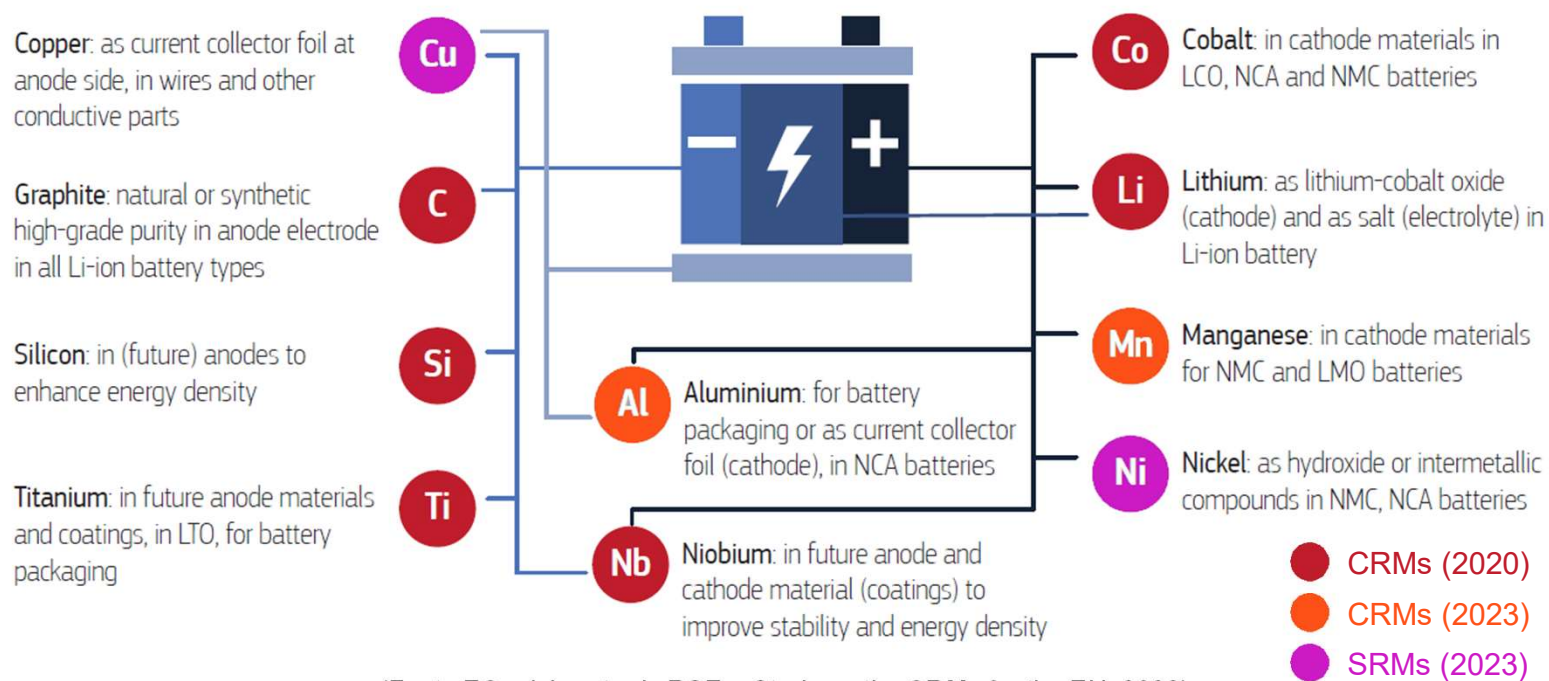 Copper: as current collector foil at
anode side, in wires and other
conductive parts
Cu
Graphite: natural or synthetic
high-grade purity in anode electrode
in all Li-ion battery types
C
Silicon: in (future) anodes to
enhance energy density
Si
Titanium: in future anode materials
and coatings, in LTO, for battery
packaging
Ti
− +
Al
Aluminium: for battery
packaging or as current collector
foil (cathode), in NCA batteries
Nb
Niobium: in future anode and
cathode material (coatings) to
improve stability and energy density
Co
Cobalt: in cathode materials in
LCO, NCA and NMC batteries
Li
Lithium: as lithium-cobalt oxide
(cathode) and as salt (electrolyte) in
Li-ion battery
Mn
Manganese: in cathode materials
for NMC and LMO batteries
Ni
Nickel: as hydroxide or intermetallic
compounds in NMC, NCA batteries
CRMs (2020)
CRMs (2023)
SRMs (2023)